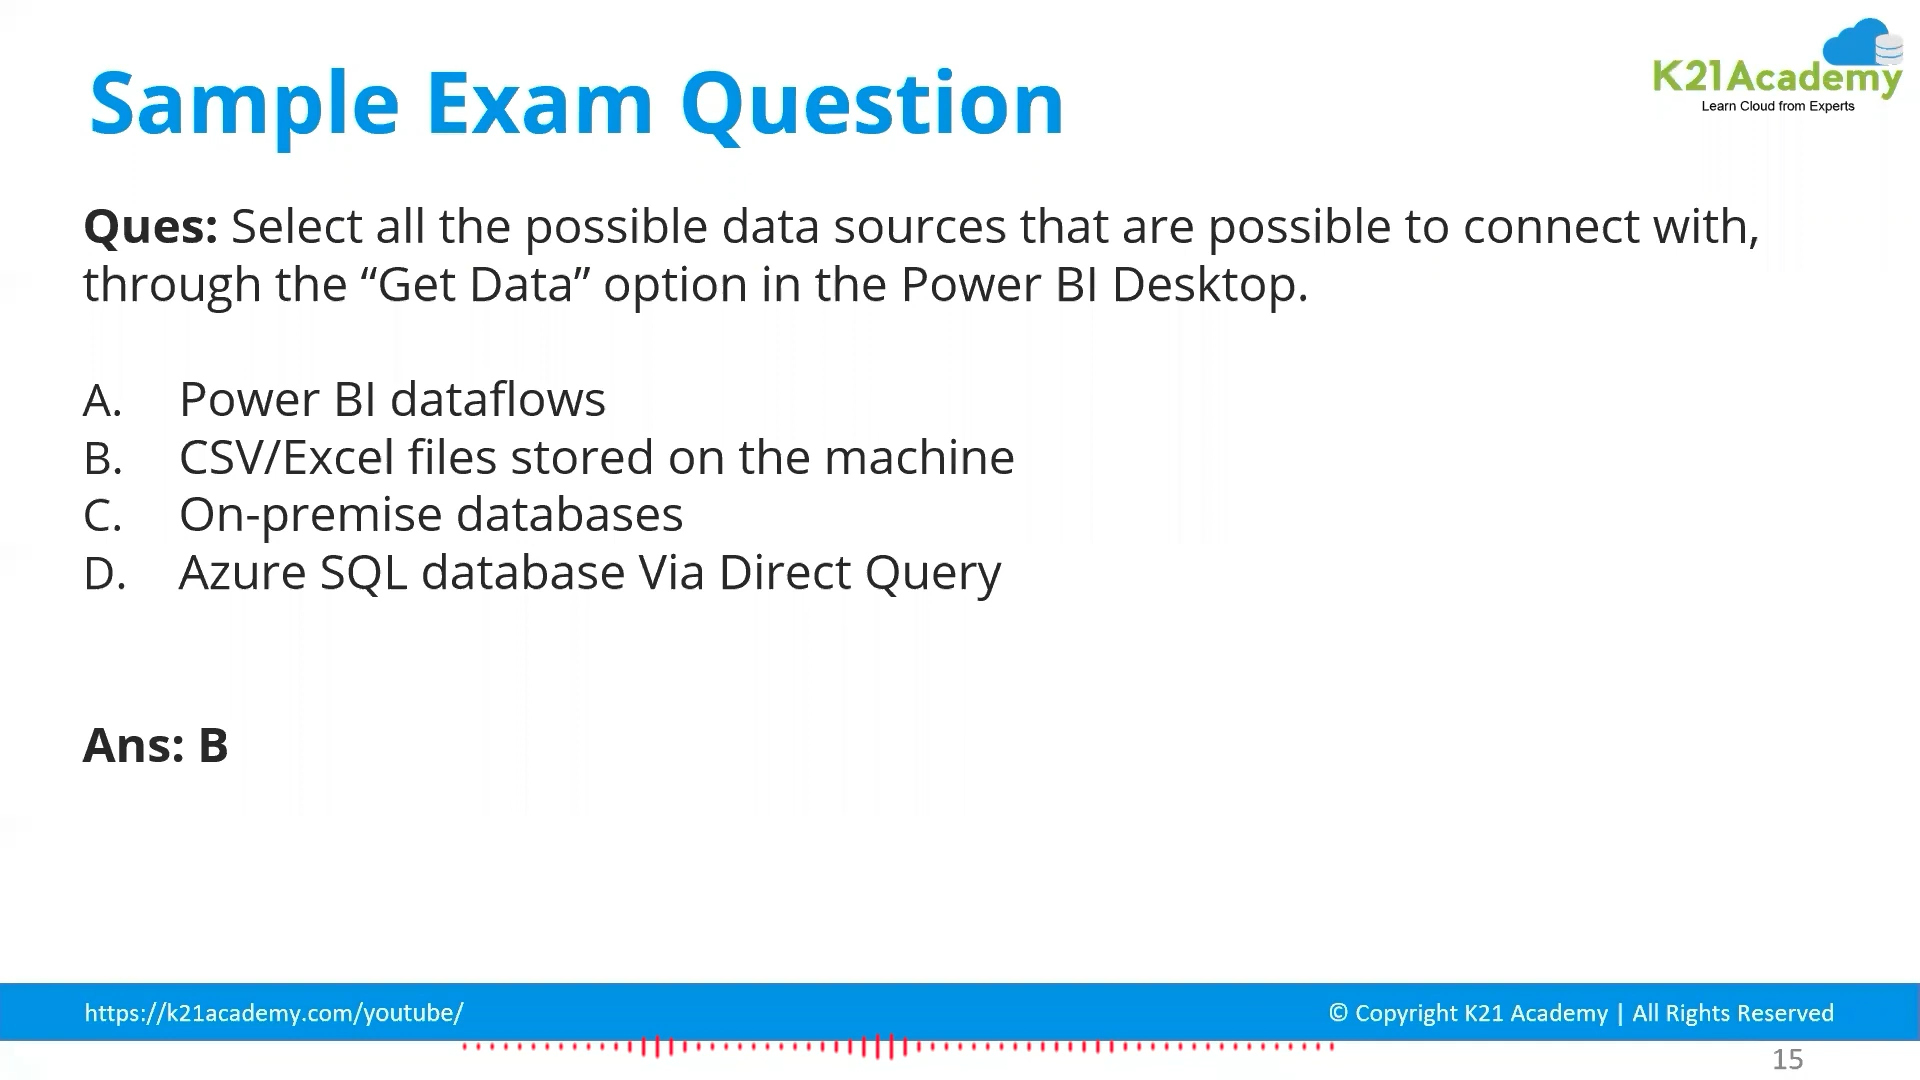 Sample Exam Question
K21Academy
Learn Cloud from Experts
Ques: Select all the possible data sources that are possible to connect with,
through the “Get Data” option in the Power BI Desktop.
A. Power BI dataflows
B. CSV/Excel files stored on the machine
C. On-premise databases
D. Azure SQL database Via Direct Query
Ans: B
https://k21academy.com/youtube/
© Copyright K21 Academy | All Rights Reserved
15